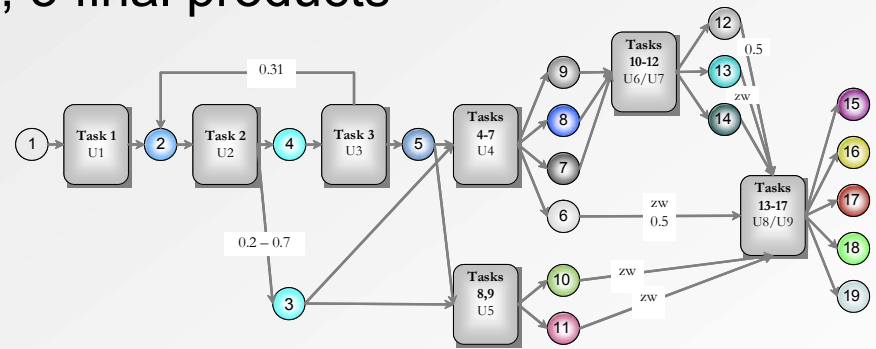 , 5 final products
12
0.5
Tasks
10-12
U6/U7
9
13
0.31
zw
8
14
15
1
Task 1
U1
2
Task 2
U2
4
Task 3
U3
5
Tasks
4-7
U4
7
16
6
zw
0.5
Tasks
13-17
U8/U9
17
0.2 – 0.7
18
3
Tasks
8,9
U5
10
zw
11
zw
19